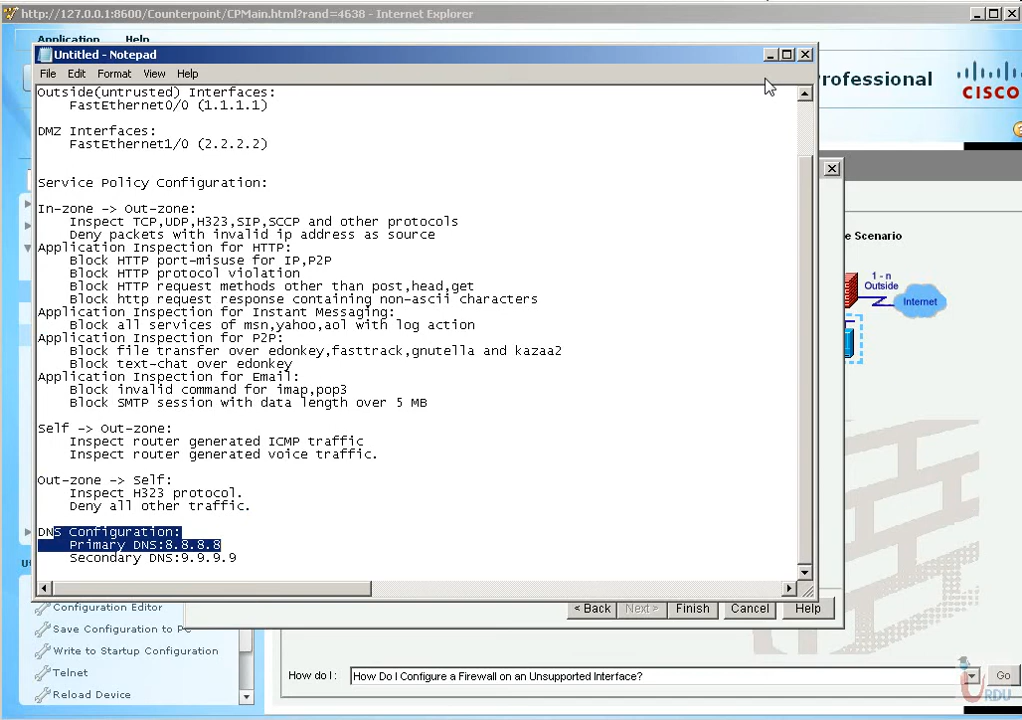 http://127.0.0.1:8600/Counterpoint/CPMain.html?rand=4638 - Internet Explorer
Application Help
Untitled - Notepad
File Edit Format View Help
Professional
CISCO
Outside(untrusted) Interfaces:
FastEthernet0/0 (1.1.1.1)
DMZ Interfaces:
FastEthernet1/0 (2.2.2.2)
Service Policy Configuration:
In-zone -> Out-zone:
Inspect TCP,UDP,H323,SIP,SCCP and other protocols
Deny packets with invalid ip address as source
Application Inspection for HTTP:
Block HTTP port-misuse for IP,P2P
Block HTTP protocol violation
Block HTTP request methods other than post,head,get
Block http request response containing non-ascii characters
Application Inspection for Instant Messaging:
Block all services of msn,yahoo,aol with log action
Application Inspection for P2P:
Block file transfer over edonkey,fasttrack,gnutella and kazaa2
Block text-chat over edonkey
Application Inspection for Email:
Block invalid command for imap,pop3
Block SMTP session with data length over 5 MB
Self -> Out-zone:
Inspect router generated ICMP traffic
Inspect router generated voice traffic.
Out-zone -> Self:
Inspect H323 protocol.
Deny all other traffic.
DNS Configuration:
Primary DNS:8.8.8.8
Secondary DNS:9.9.9.9
e Scenario
1 - n
Outside
Internet
Ut
< Back Next > Finish Cancel Help
Configuration Editor
Save Configuration to PC
Write to Startup Configuration
Telnet
Reload Device
How do I : How Do I Configure a Firewall on an Unsupported Interface? Go
URDU